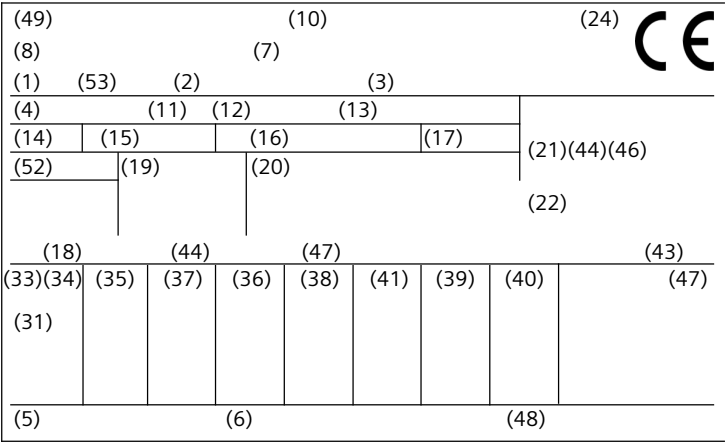 (49) (10) (24) CE
(8) (7)
(1) (53) (2) (3)
(4) (11) (12) (13)
(14) (15) (16) (17)
(21)(44)(46)
(52) (19) (20)
(22)
(18) (44) (47) (43)
(33)(34) (35) (37) (36) (38) (41) (39) (40) (47)
(31)
(5) (6) (48)